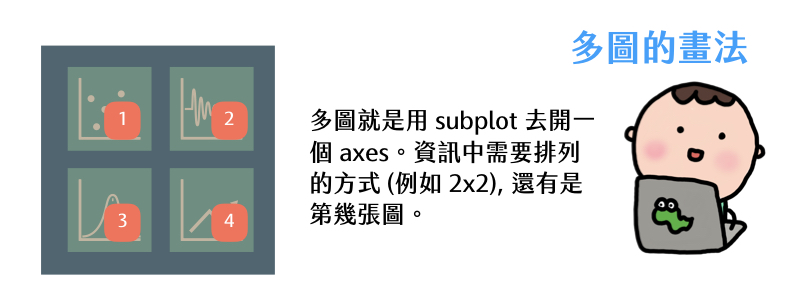 多圖的畫法
1
2
3
4
多圖就是用 subplot 去開一
個 axes。資訊中需要排列
的方式 (例如 2x2), 還有是
第幾張圖。